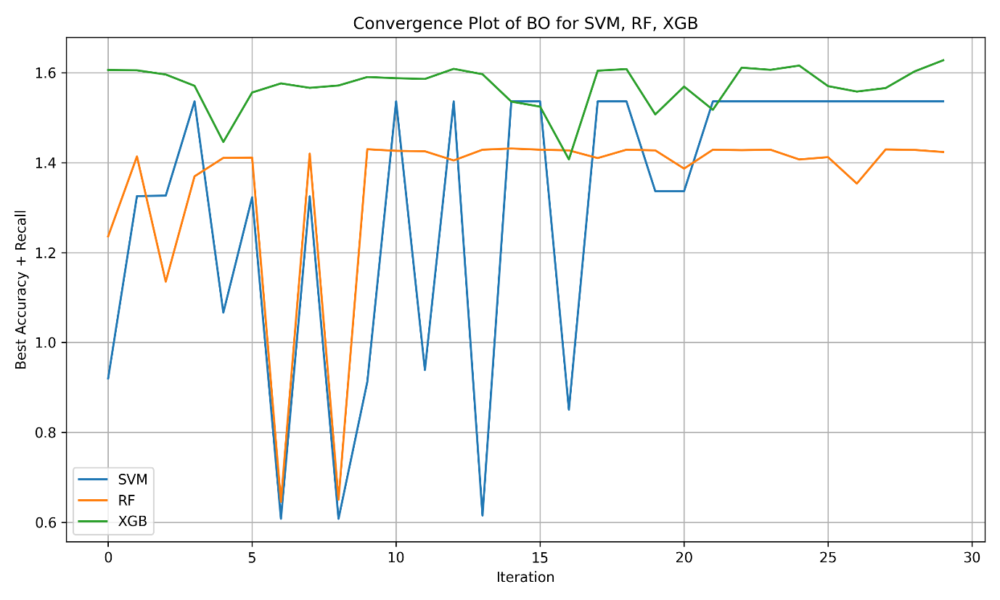 Convergence Plot of BO for SVM, RF, XGB
Best Accuracy + Recall
1.6
1.4
1.2
1.0
0.8
0.6
SVM
RF
XGB
0 5 10 15 20 25 30
Iteration